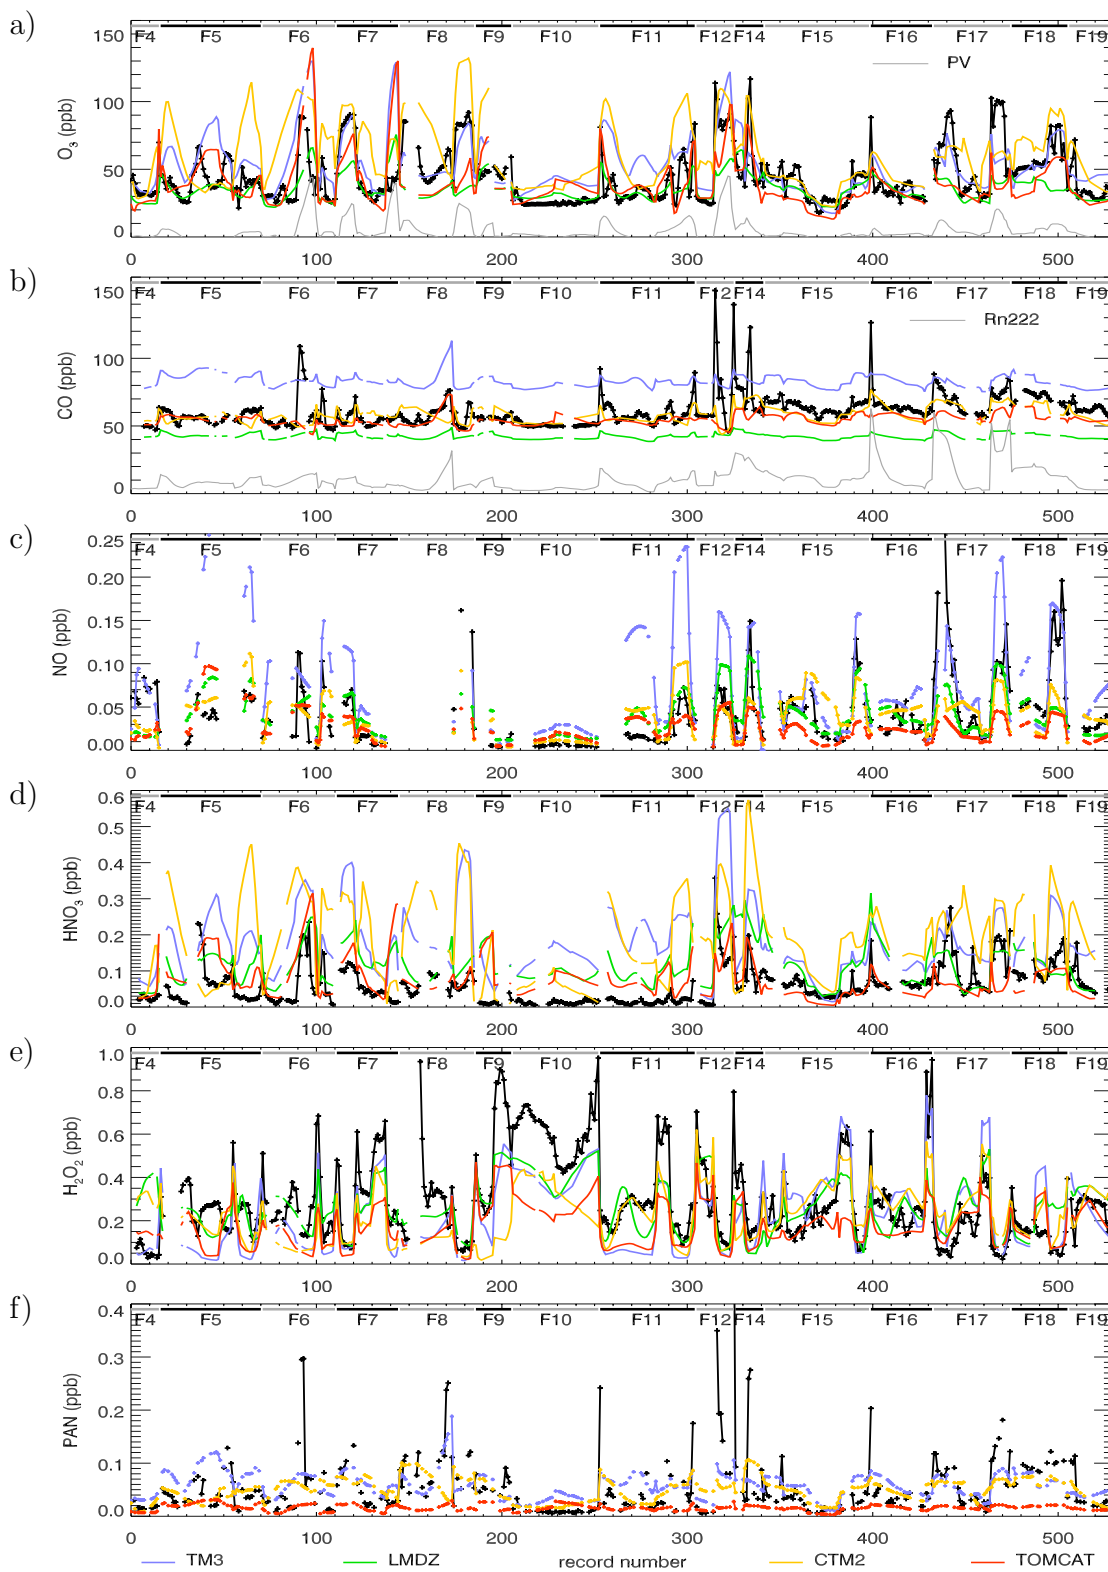 a)
150
100
50
0
O₃ (ppb)
F4 F5 F6 F7 F8 F9 F10 F11 F12 F14 F15 F16 F17 F18 F19
PV
0 100 200 300 400 500
b)
150
100
50
0
CO (ppb)
F4 F5 F6 F7 F8 F9 F10 F11 F12 F14 F15 F16 F17 F18 F19
Rn222
0 100 200 300 400 500
c)
0.25
0.20
0.15
0.10
0.05
0.00
NO (ppb)
F4 F5 F6 F7 F8 F9 F10 F11 F12 F14 F15 F16 F17 F18 F19
0 100 200 300 400 500
d)
0.6
0.5
0.4
0.3
0.2
0.1
0.0
HNO₃ (ppb)
F4 F5 F6 F7 F8 F9 F10 F11 F12 F14 F15 F16 F17 F18 F19
0 100 200 300 400 500
e)
1.0
0.8
0.6
0.4
0.2
0.0
H₂O₂ (ppb)
F4 F5 F6 F7 F8 F9 F10 F11 F12 F14 F15 F16 F17 F18 F19
0 100 200 300 400 500
f)
0.4
0.3
0.2
0.1
0.0
PAN (ppb)
F4 F5 F6 F7 F8 F9 F10 F11 F12 F14 F15 F16 F17 F18 F19
0 100 200 300 400 500
TM3 LMDZ record number CTM2 TOMCAT